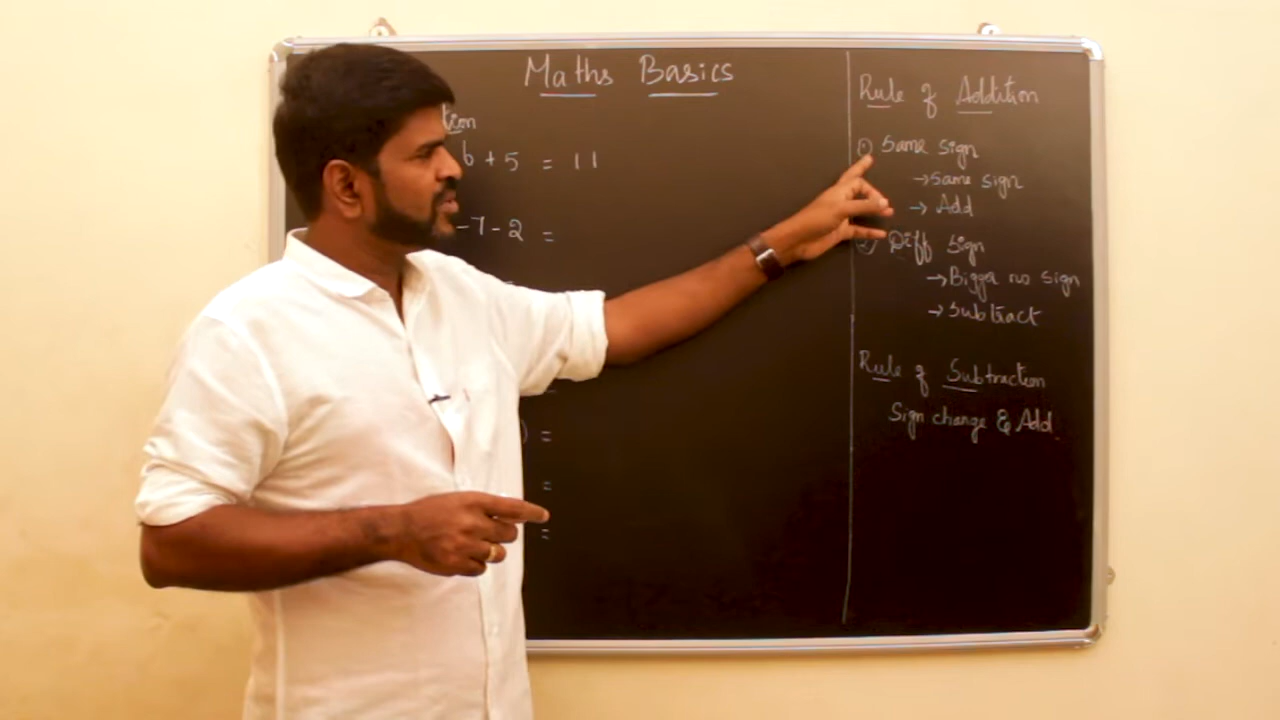 Maths Basics
tion
6 + 5 = 11
-7 - 2 =
) =
=
=
Rule of Addition
① Same sign
→ Same sign
→ Add
② Diff Sign
→ Bigger no sign
→ Subtract
Rule of Subtraction
Sign change & Add